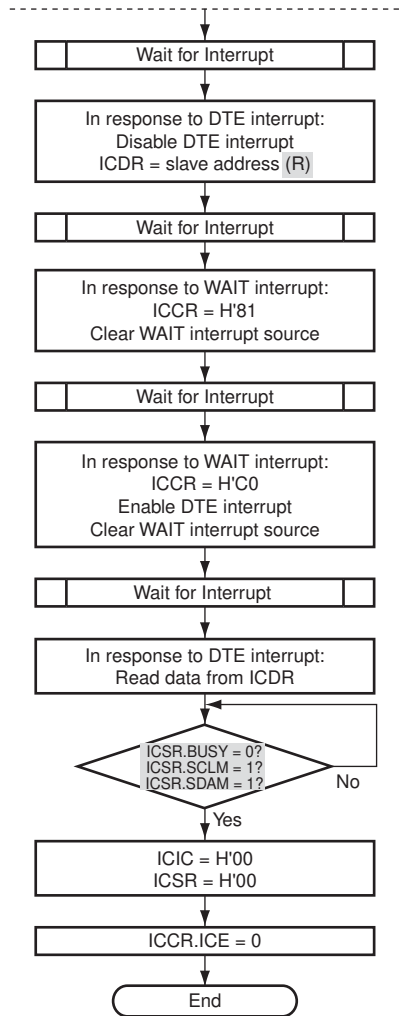 Wait for Interrupt
In response to DTE interrupt:
Disable DTE interrupt
ICDR = slave address (R)
Wait for Interrupt
In response to WAIT interrupt:
ICCR = H'81
Clear WAIT interrupt source
Wait for Interrupt
In response to WAIT interrupt:
ICCR = H'C0
Enable DTE interrupt
Clear WAIT interrupt source
Wait for Interrupt
In response to DTE interrupt:
Read data from ICDR
ICSR.BUSY = 0?
ICSR.SCLM = 1?
ICSR.SDAM = 1?
No
Yes
ICIC = H'00
ICSR = H'00
ICCR.ICE = 0
End